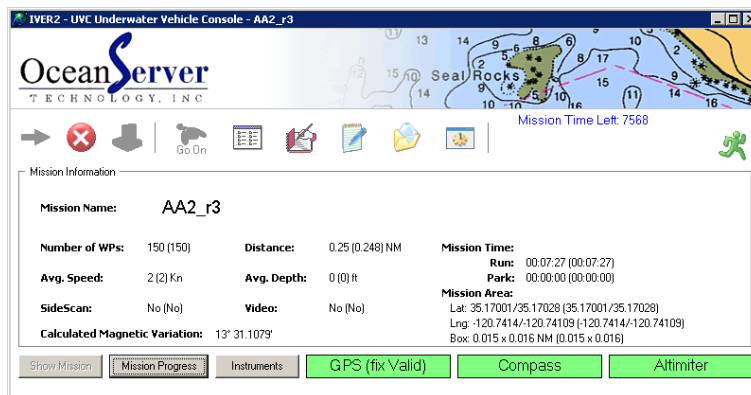 IVER2 - UVC Underwater Vehicle Console - AA2_r3
OceanServer
TECHNOLOGY, INC
Seal Rocks
Mission Time Left: 7568
Go On
Mission Information
Mission Name: AA2_r3
Number of WPs: 150 (150) Distance: 0.25 (0.248) NM Mission Time:
Run: 00:07:27 (00:07:27)
Avg. Speed: 2 (2) Kn Avg. Depth: 0 (0) ft Park: 00:00:00 (00:00:00)
Mission Area:
SideScan: No (No) Video: No (No) Lat: 35.17001/35.17028 (35.17001/35.17028)
Lng: -120.7414/-120.74109 (-120.7414/-120.74109)
Calculated Magnetic Variation: 13° 31.1079' Box: 0.015 x 0.016 NM (0.015 x 0.016)
Show Mission Mission Progress Instruments GPS (fix Valid) Compass Altimiter